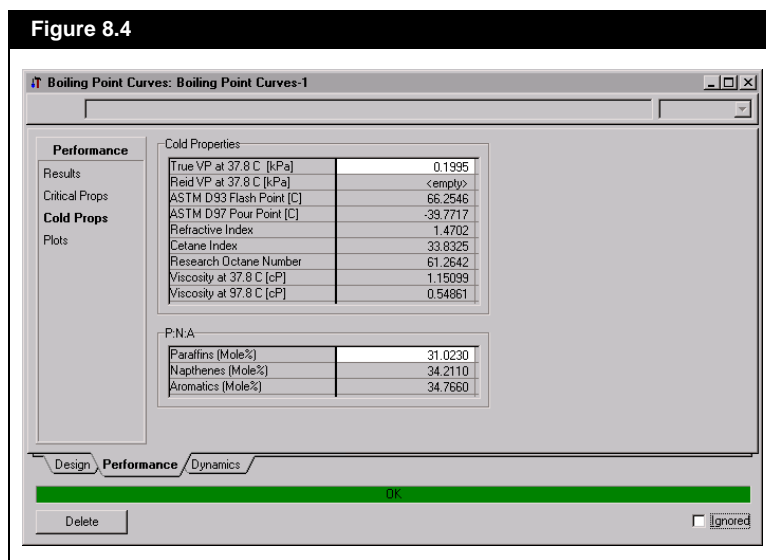 Figure 8.4
Boiling Point Curves: Boiling Point Curves-1
Performance
Results
Critical Props
Cold Props
Plots
Cold Properties
True VP at 37.8 C [kPa] 0.1995
Reid VP at 37.8 C [kPa] <empty>
ASTM D93 Flash Point [C] 66.2546
ASTM D97 Pour Point [C] -39.7717
Refractive Index 1.4702
Cetane Index 33.8325
Research Octane Number 61.2642
Viscosity at 37.8 C [cP] 1.15099
Viscosity at 97.8 C [cP] 0.54861
P:N:A
Paraffins (Mole%) 31.0230
Napthenes (Mole%) 34.2110
Aromatics (Mole%) 34.7660
Design Performance Dynamics
OK
Delete Ignored